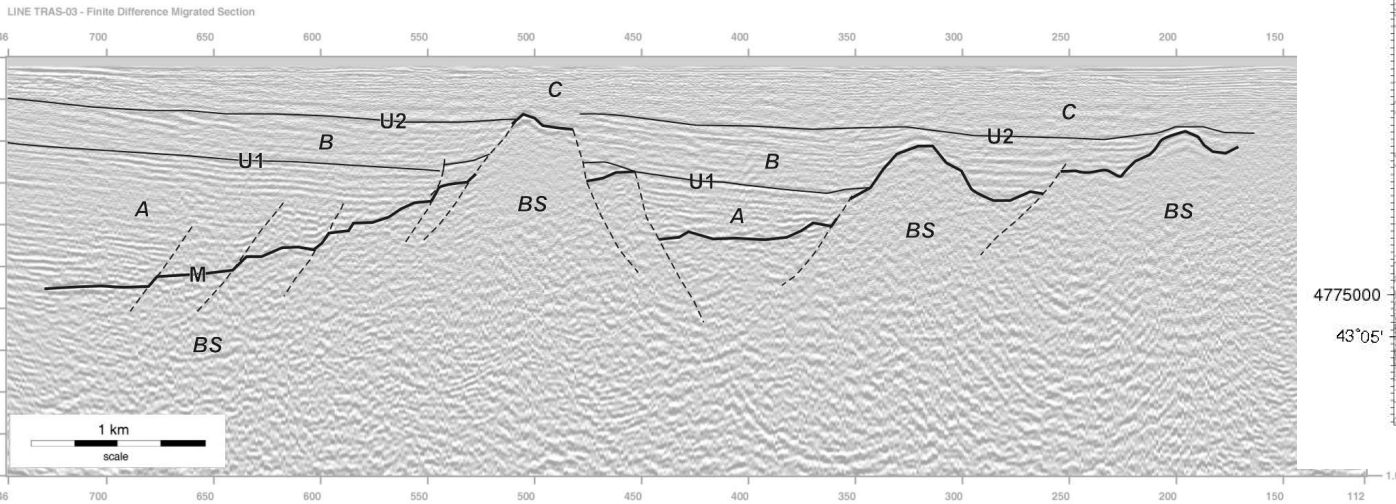 LINE TRAS-03 - Finite Difference Migrated Section
46 700 650 600 550 500 450 400 350 300 250 200 150
C
C
U2
B
U2
B
U1
U1
A
BS
A
BS
BS
M
4775000
43°05'
BS
1 km
scale
46 700 650 600 550 500 450 400 350 300 250 200 150 112